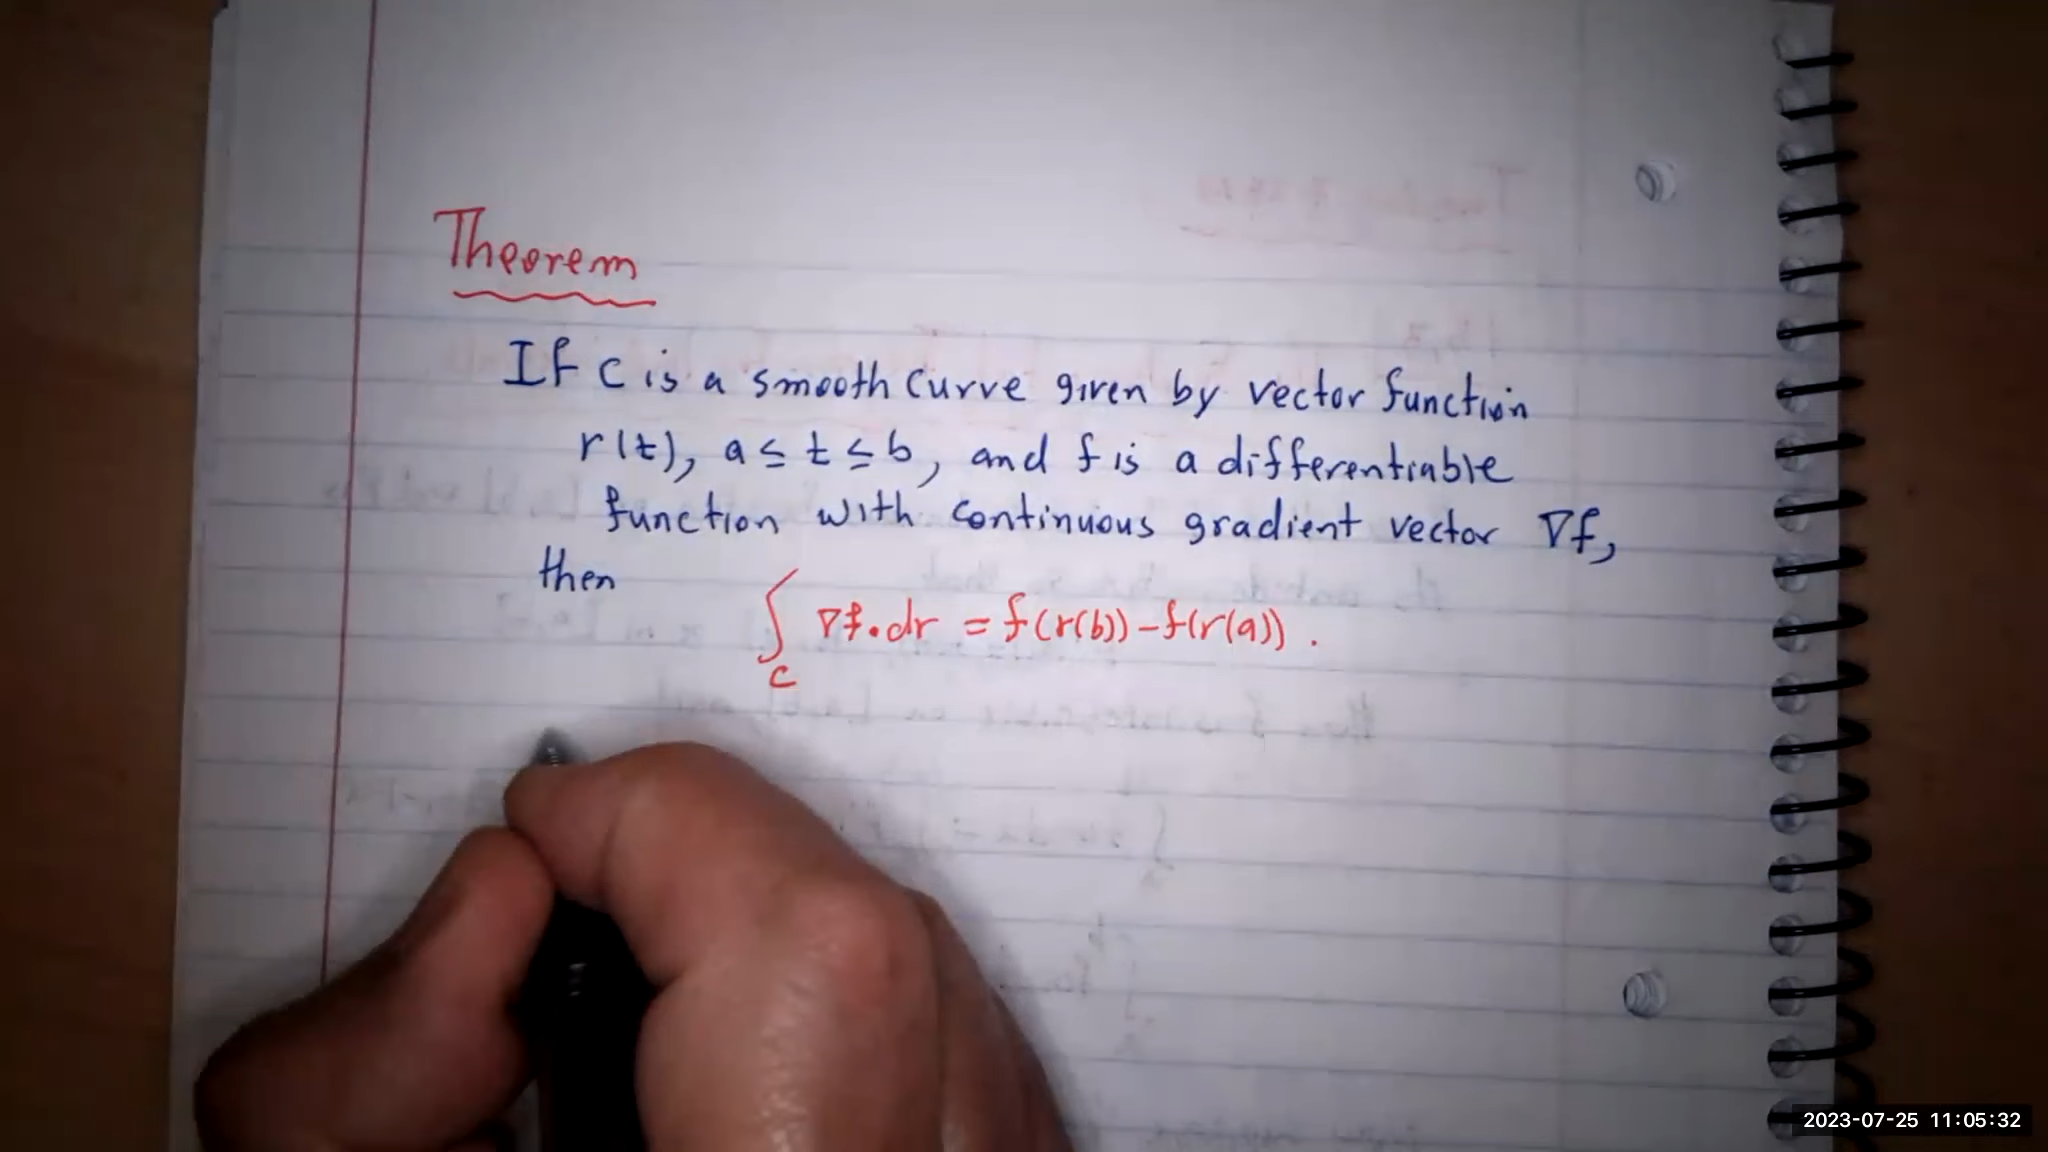 Theorem
If c is a smooth curve given by vector function
r(t), a ≤ t ≤ b, and f is a differentiable
function with continuous gradient vector ∇f,
then
∫_C ∇f · dr = f(r(b)) - f(r(a)).
2023-07-25 11:05:32